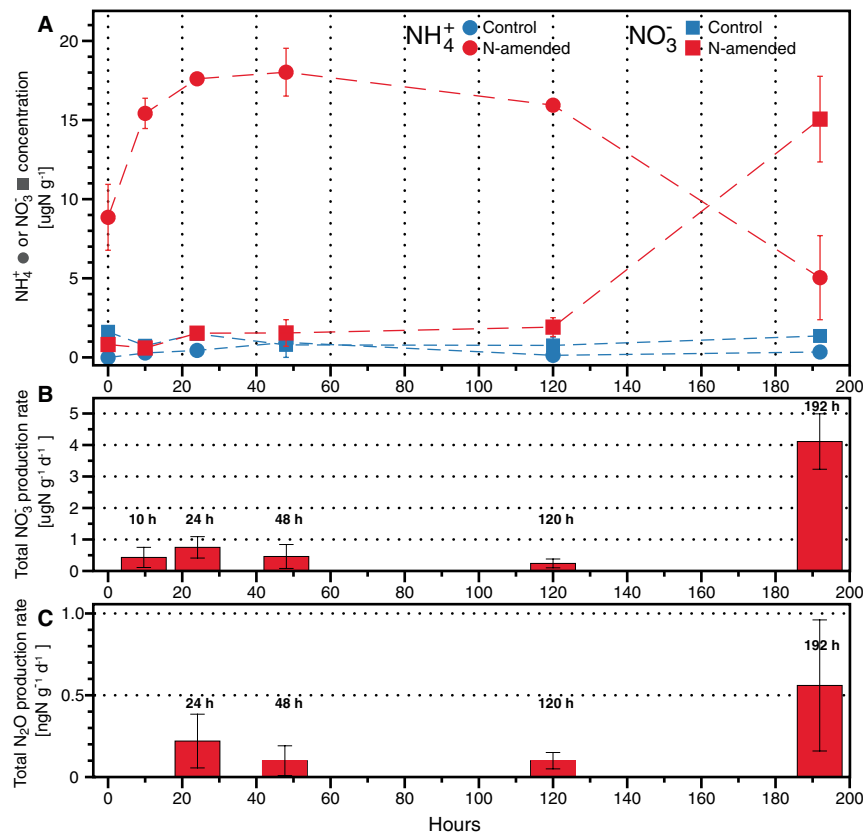 A
NH₄⁺ ● Control
● N-amended
NO₃⁻ ■ Control
■ N-amended
NH₄⁺ ● or NO₃⁻ ■ concentration
[ugN g⁻¹]
20
15
10
5
0
0 20 40 60 80 100 120 140 160 180 200
B
Total NO₃⁻ production rate
[ugN g⁻¹ d⁻¹]
5
4
3
2
1
0
10 h 24 h 48 h 120 h 192 h
0 20 40 60 80 100 120 140 160 180 200
C
Total N₂O production rate
[ngN g⁻¹ d⁻¹]
1.0
0.5
0
24 h 48 h 120 h 192 h
0 20 40 60 80 100 120 140 160 180 200
Hours